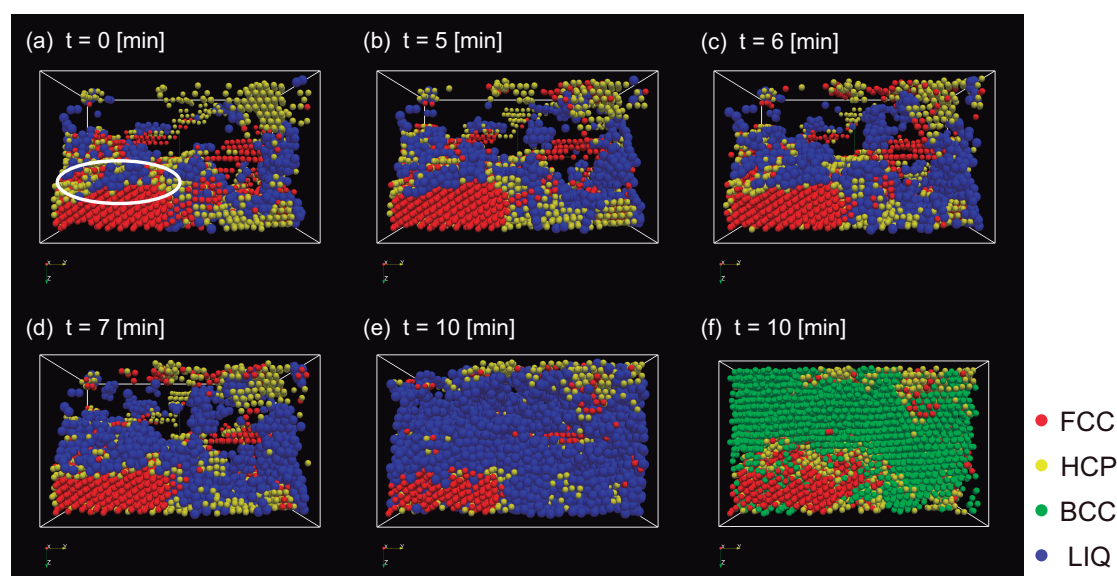 (a) t = 0 [min]
(b) t = 5 [min]
(c) t = 6 [min]
(d) t = 7 [min]
(e) t = 10 [min]
(f) t = 10 [min]
FCC
HCP
BCC
LIQ